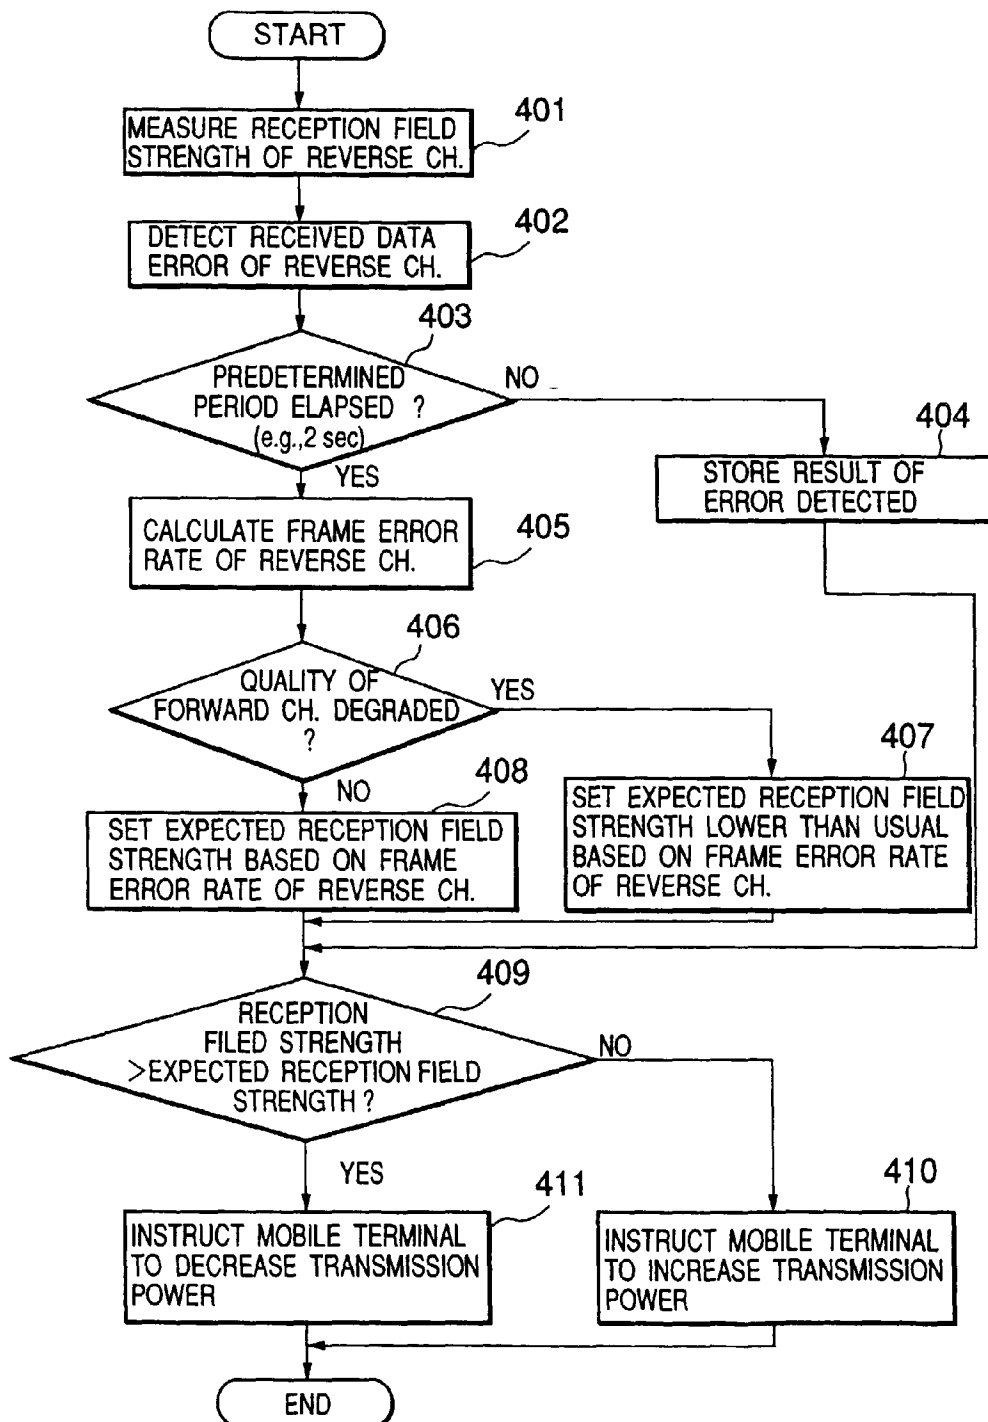 START
401
MEASURE RECEPTION FIELD
STRENGTH OF REVERSE CH.
402
DETECT RECEIVED DATA
ERROR OF REVERSE CH.
403
PREDETERMINED
PERIOD ELAPSED ?
(e.g.,2 sec)
NO
YES
404
STORE RESULT OF
ERROR DETECTED
405
CALCULATE FRAME ERROR
RATE OF REVERSE CH.
406
QUALITY OF
FORWARD CH. DEGRADED
?
YES
NO
407
SET EXPECTED RECEPTION FIELD
STRENGTH LOWER THAN USUAL
BASED ON FRAME ERROR RATE
OF REVERSE CH.
408
SET EXPECTED RECEPTION FIELD
STRENGTH BASED ON FRAME
ERROR RATE OF REVERSE CH.
409
RECEPTION
FILED STRENGTH
>EXPECTED RECEPTION FIELD
STRENGTH ?
NO
YES
410
INSTRUCT MOBILE TERMINAL
TO INCREASE TRANSMISSION
POWER
411
INSTRUCT MOBILE TERMINAL
TO DECREASE TRANSMISSION
POWER
END